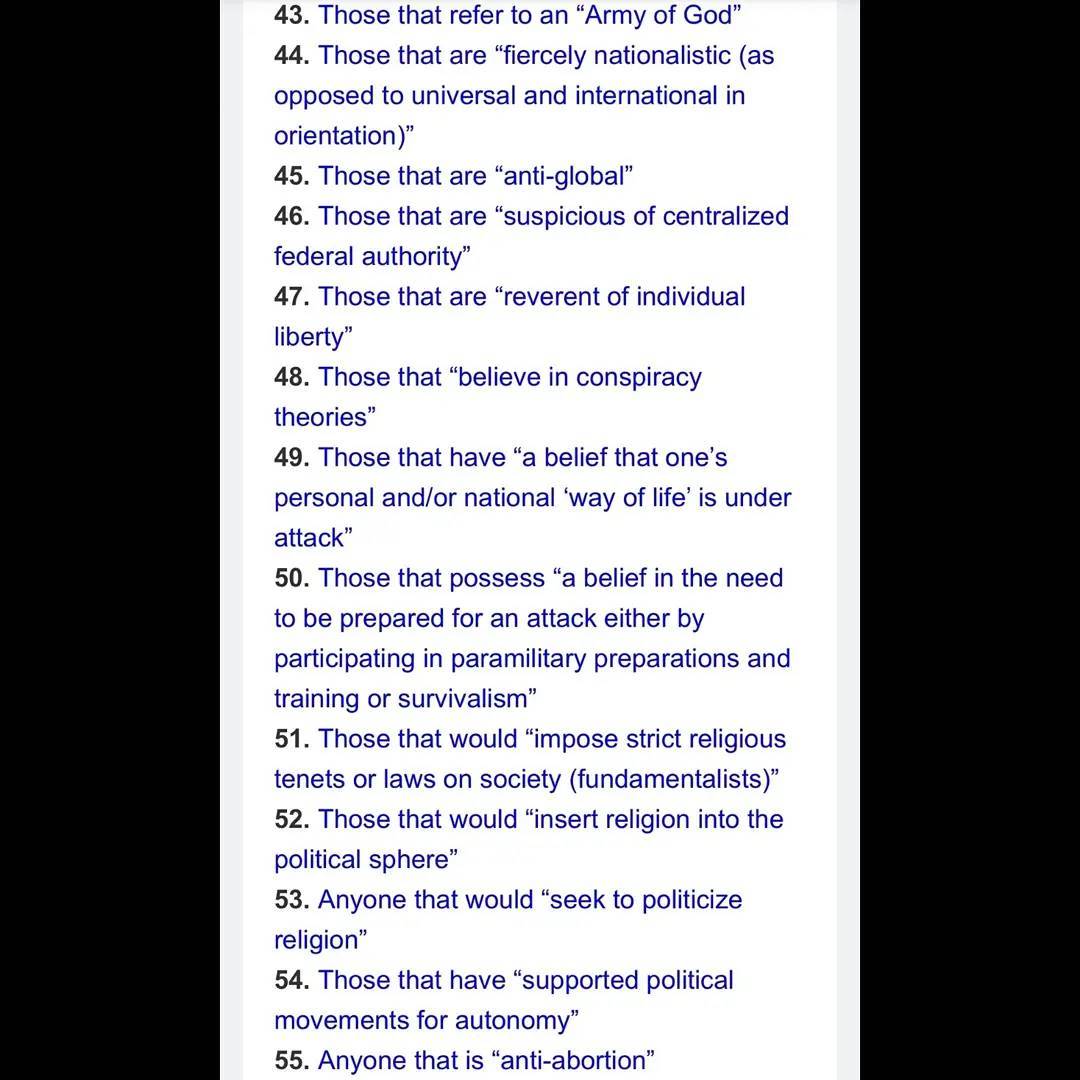 43. Those that refer to an “Army of God”
44. Those that are “fiercely nationalistic (as
opposed to universal and international in
orientation)”
45. Those that are “anti-global”
46. Those that are “suspicious of centralized
federal authority”
47. Those that are “reverent of individual
liberty”
48. Those that “believe in conspiracy
theories”
49. Those that have “a belief that one’s
personal and/or national ‘way of life’ is under
attack”
50. Those that possess “a belief in the need
to be prepared for an attack either by
participating in paramilitary preparations and
training or survivalism”
51. Those that would “impose strict religious
tenets or laws on society (fundamentalists)”
52. Those that would “insert religion into the
political sphere”
53. Anyone that would “seek to politicize
religion”
54. Those that have “supported political
movements for autonomy”
55. Anyone that is “anti-abortion”